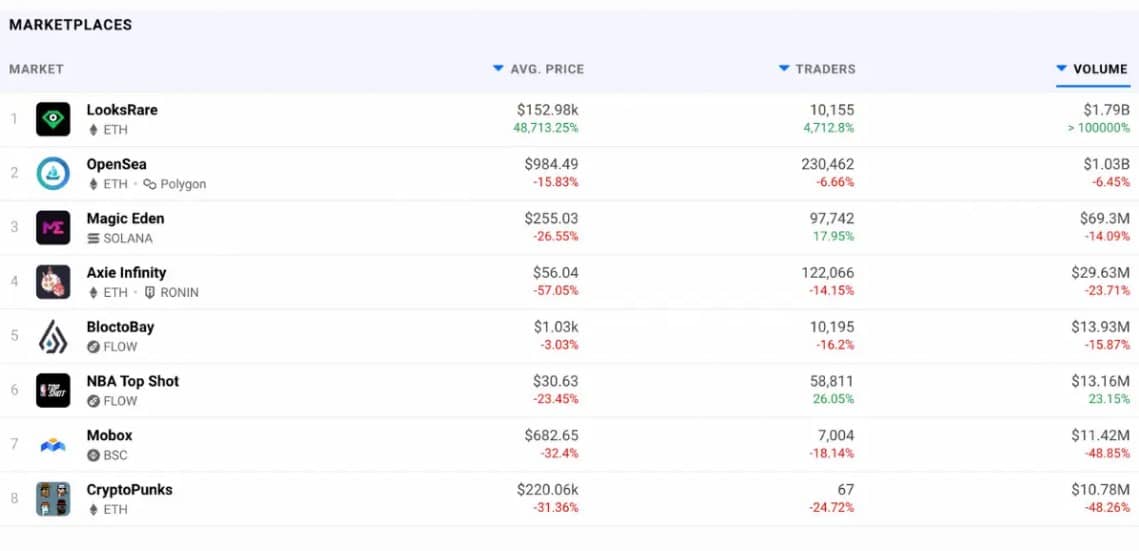 MARKETPLACES
MARKET AVG. PRICE TRADERS VOLUME
1 LooksRare $152.98k 10,155 $1.79B
ETH 48,713.25% 4,712.8% > 100000%
2 OpenSea $984.49 230,462 $1.03B
ETH • Polygon -15.83% -6.66% -6.45%
3 ME Magic Eden $255.03 97,742 $69.3M
SOLANA -26.55% 17.95% -14.09%
4 Axie Infinity $56.04 122,066 $29.63M
ETH • RONIN -57.05% -14.15% -23.71%
5 BloctoBay $1.03k 10,195 $13.93M
FLOW -3.03% -16.2% -15.87%
6 TOP SHOT NBA Top Shot $30.63 58,811 $13.16M
FLOW -23.45% 26.05% 23.15%
7 Mobox $682.65 7,004 $11.42M
BSC -32.4% -18.14% -48.85%
8 CryptoPunks $220.06k 67 $10.78M
ETH -31.36% -24.72% -48.26%